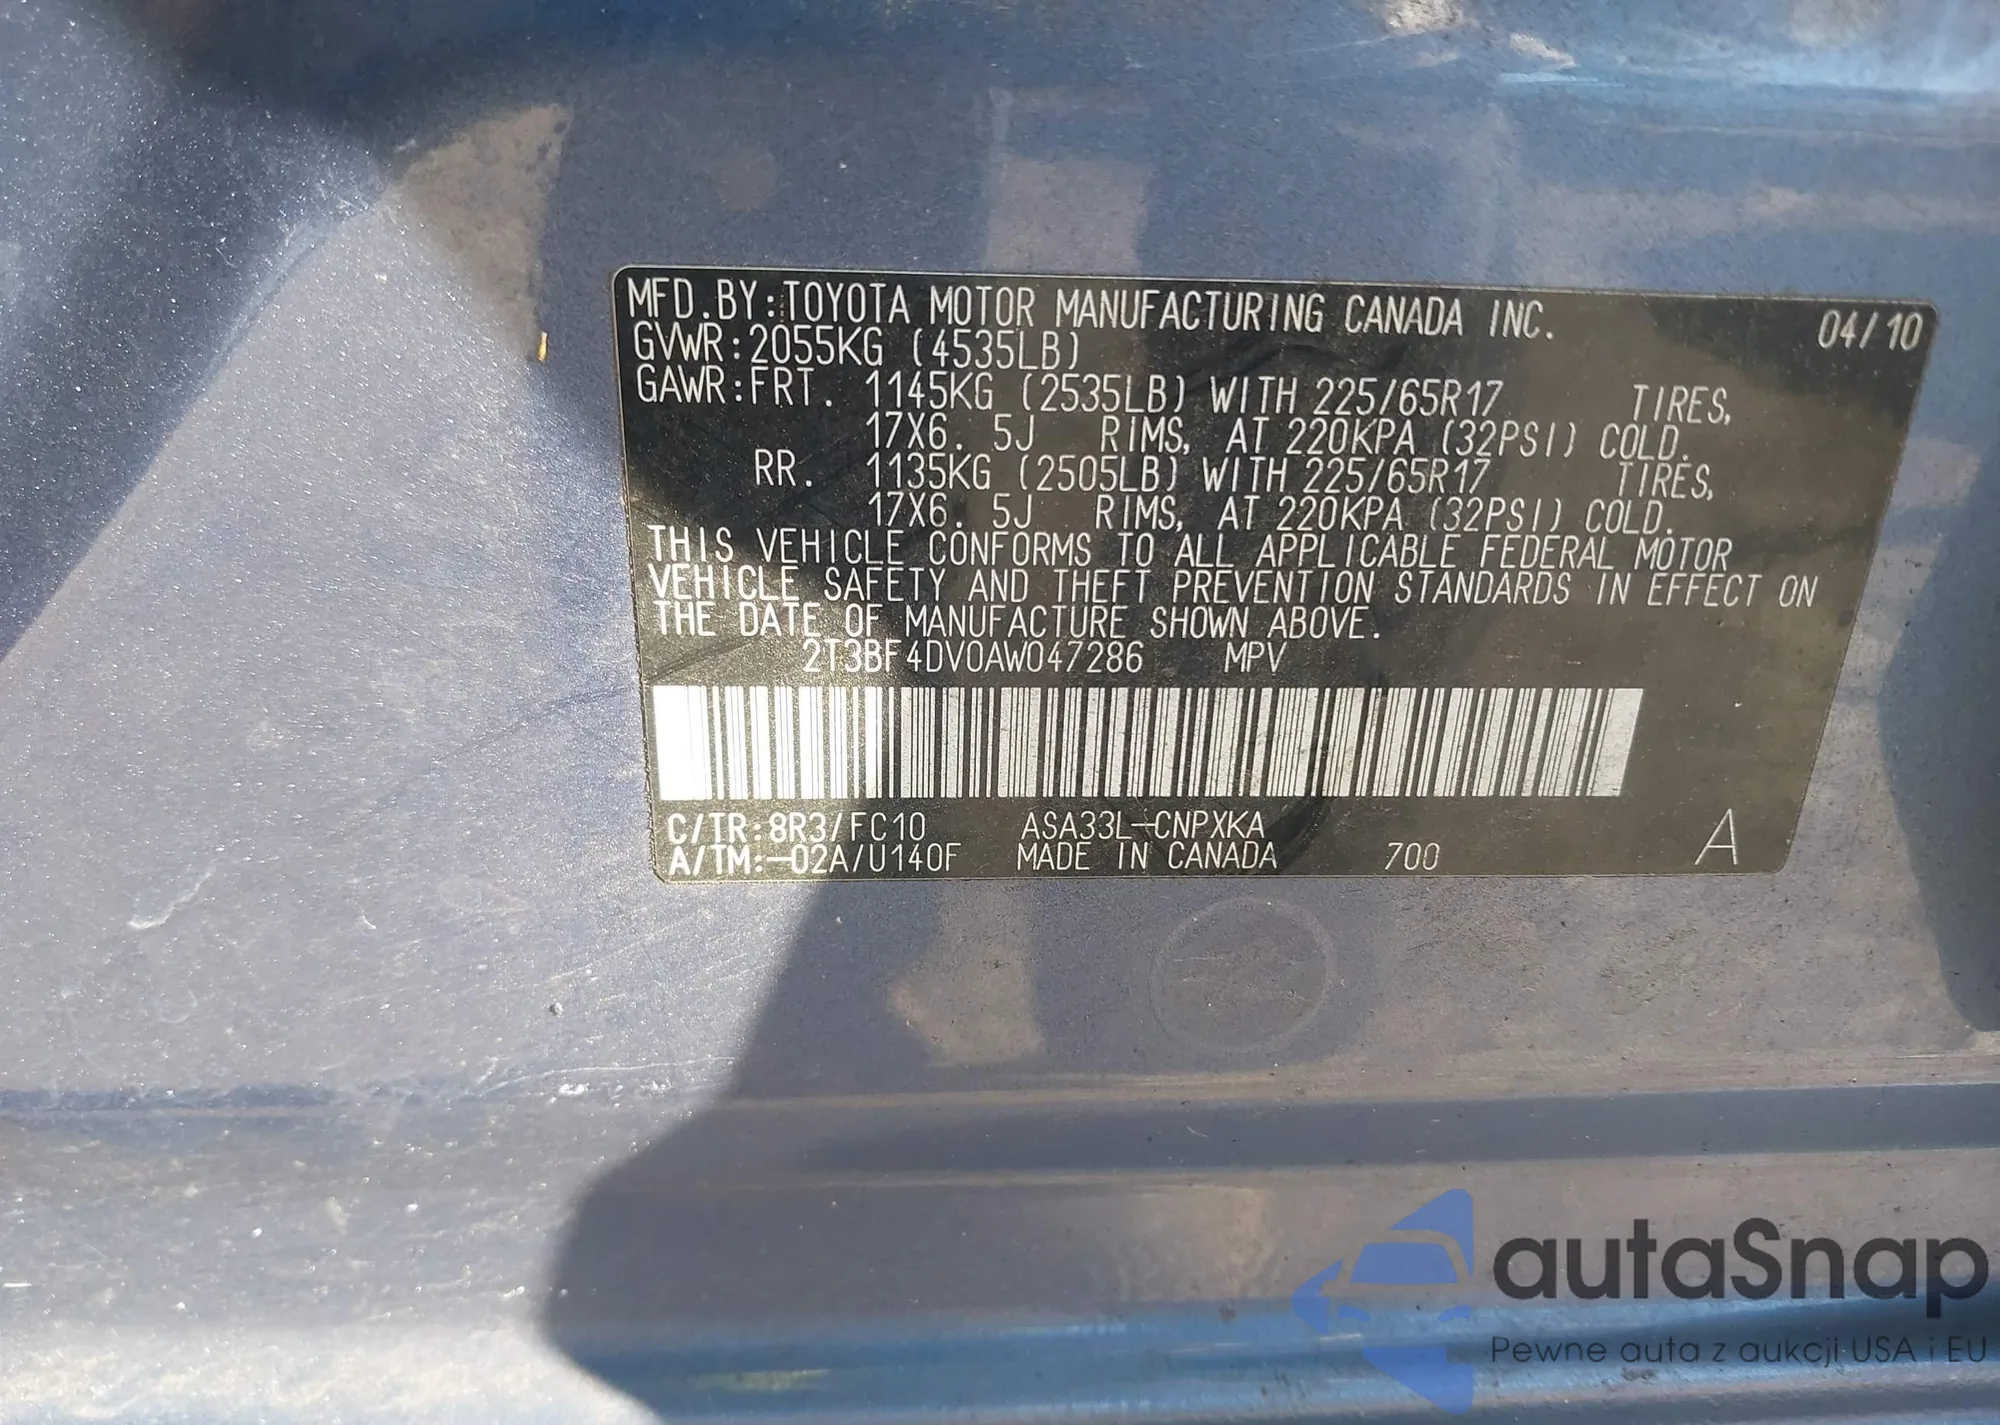 MFD.BY:TOYOTA MOTOR MANUFACTURING CANADA INC. 04/10
GVWR:2055KG (4535LB)
GAWR:FRT. 1145KG (2535LB) WITH 225/65R17 TIRES,
17X6. 5J RIMS, AT 220KPA (32PSI) COLD.
RR. 1135KG (2505LB) WITH 225/65R17 TIRES,
17X6. 5J RIMS, AT 220KPA (32PSI) COLD.
THIS VEHICLE CONFORMS TO ALL APPLICABLE FEDERAL MOTOR
VEHICLE SAFETY AND THEFT PREVENTION STANDARDS IN EFFECT ON
THE DATE OF MANUFACTURE SHOWN ABOVE.
2T3BF4DV0AW047286 MPV
C/TR:8R3/FC10 ASA33L-CNPXKA
A/TM:-02A/U140F MADE IN CANADA 700 A
autaSnap
Pewne auta z aukcji USA i EU